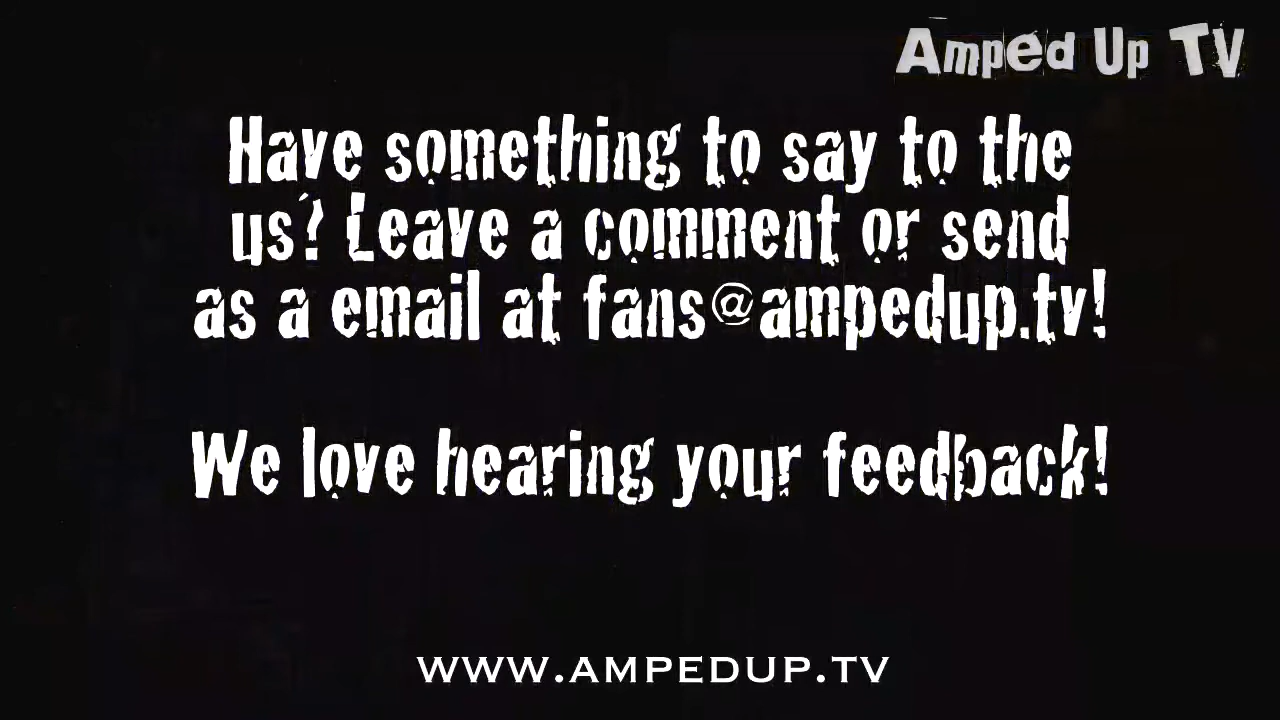 Amped Up TV
Have something to say to the
us? Leave a comment or send
as a email at fans@ampedup.tv!
We love hearing your feedback!
WWW.AMPEDUP.TV